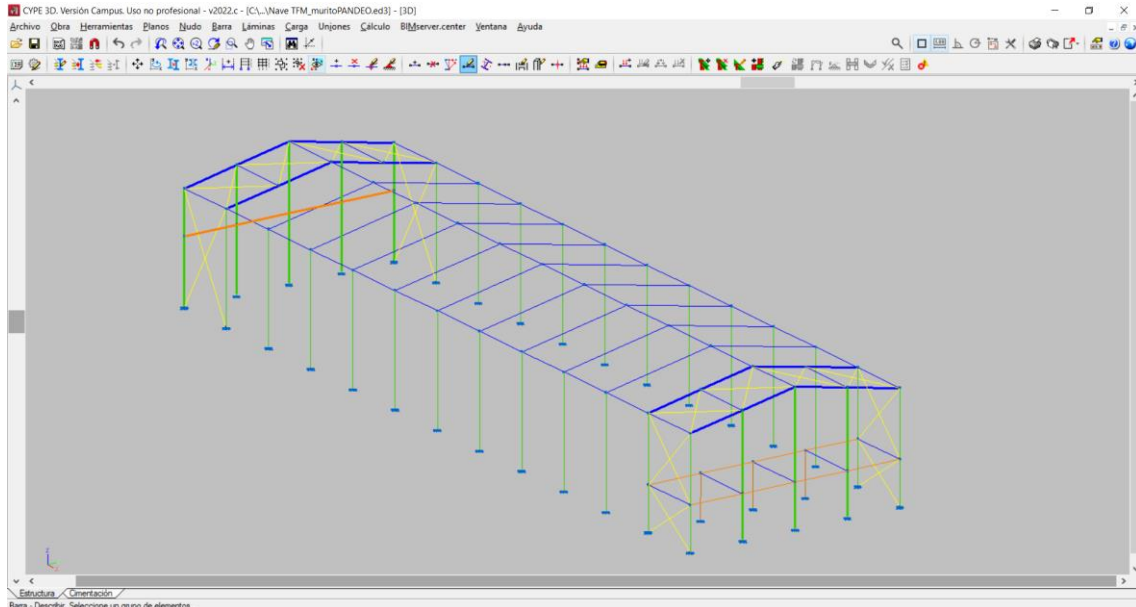 CYPE 3D. Versión Campus. Uso no profesional - v2022.c - [C:\...\Nave TFM_muritoPANDEO.ed3] - [3D]
Archivo Obra Herramientas Planos Nudo Barra Láminas Carga Uniones Cálculo BIMserver.center Ventana Ayuda
Estructura Cimentación
Barra - Describir. Seleccione un grupo de elementos